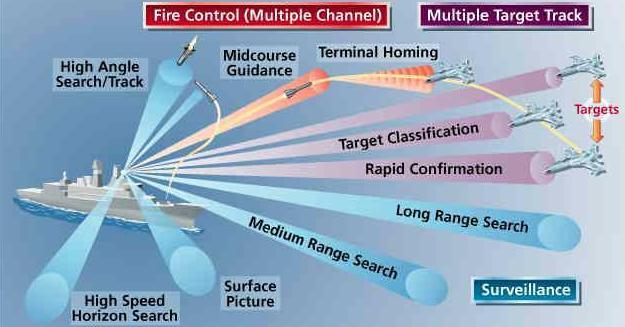 Fire Control (Multiple Channel)
Multiple Target Track
High Angle
Search/Track
Midcourse
Guidance
Terminal Homing
Targets
Target Classification
Rapid Confirmation
Long Range Search
Medium Range Search
Surveillance
Surface
Picture
High Speed
Horizon Search